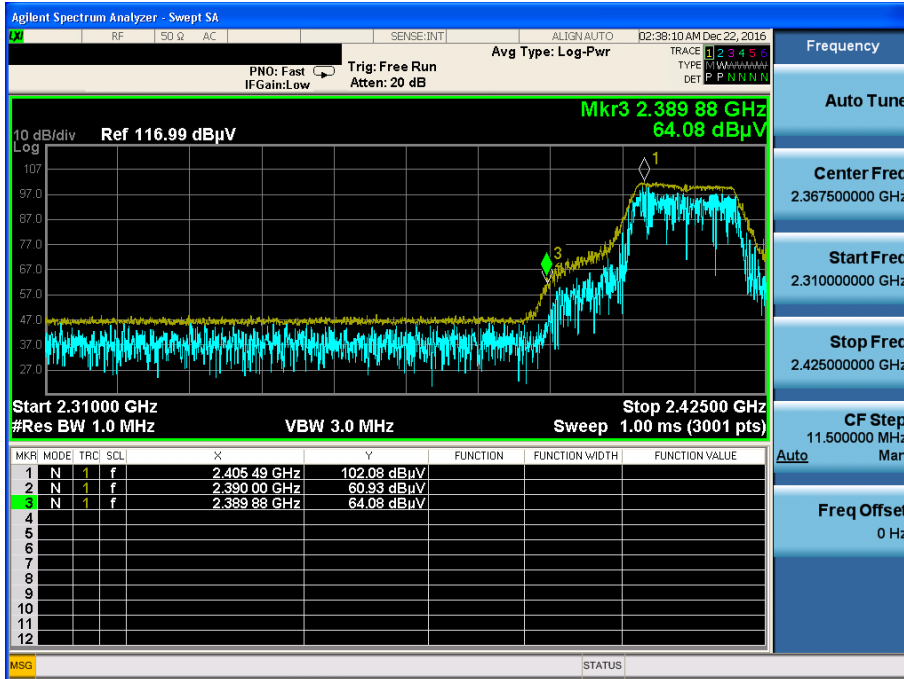 Agilent Spectrum Analyzer - Swept SA
LXI RF 50 Ω AC SENSE:INT ALIGN AUTO 02:38:10 AM Dec 22, 2016
Avg Type: Log-Pwr TRACE 1 2 3 4 5 6
PNO: Fast Trig: Free Run TYPE M W W W W W
IFGain:Low Atten: 20 dB DET P P N N N N
Mkr3 2.389 88 GHz
64.08 dBµV
10 dB/div Ref 116.99 dBµV
Log
107
97.0
87.0
77.0
67.0
57.0
47.0
37.0
27.0
1
3
Start 2.31000 GHz Stop 2.42500 GHz
#Res BW 1.0 MHz VBW 3.0 MHz Sweep 1.00 ms (3001 pts)
MKR MODE TRC SCL X Y FUNCTION FUNCTION WIDTH FUNCTION VALUE
1 N 1 f 2.405 49 GHz 102.08 dBµV
2 N 1 f 2.390 00 GHz 60.93 dBµV
3 N 1 f 2.389 88 GHz 64.08 dBµV
4
5
6
7
8
9
10
11
12
MSG STATUS
Frequency
Auto Tune
Center Freq
2.367500000 GHz
Start Freq
2.310000000 GHz
Stop Freq
2.425000000 GHz
CF Step
11.500000 MHz
Auto Man
Freq Offset
0 Hz